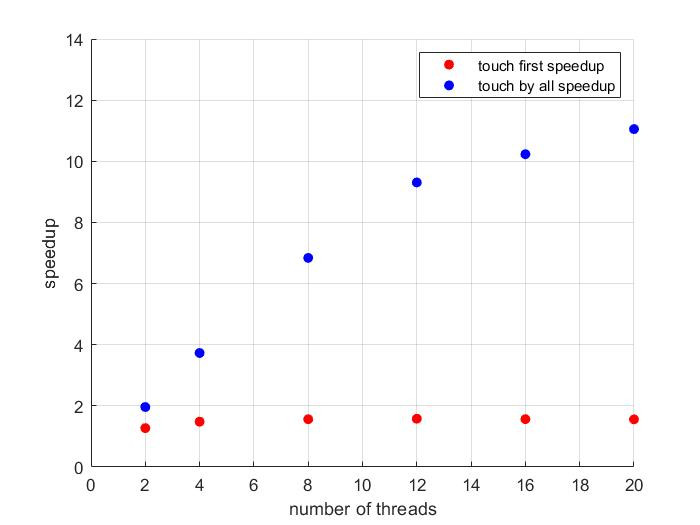 14
12
10
8
6
4
2
0
speedup
touch first speedup
touch by all speedup
0 2 4 6 8 10 12 14 16 18 20
number of threads